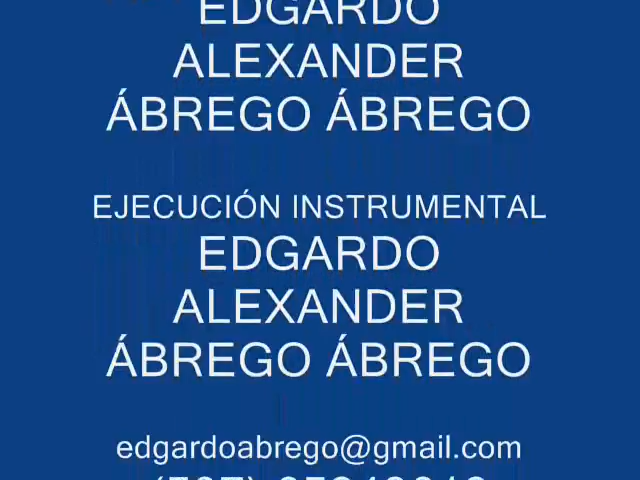 EDGARDO
ALEXANDER
ÁBREGO ÁBREGO
EJECUCIÓN INSTRUMENTAL
EDGARDO
ALEXANDER
ÁBREGO ÁBREGO
edgardoabrego@gmail.com